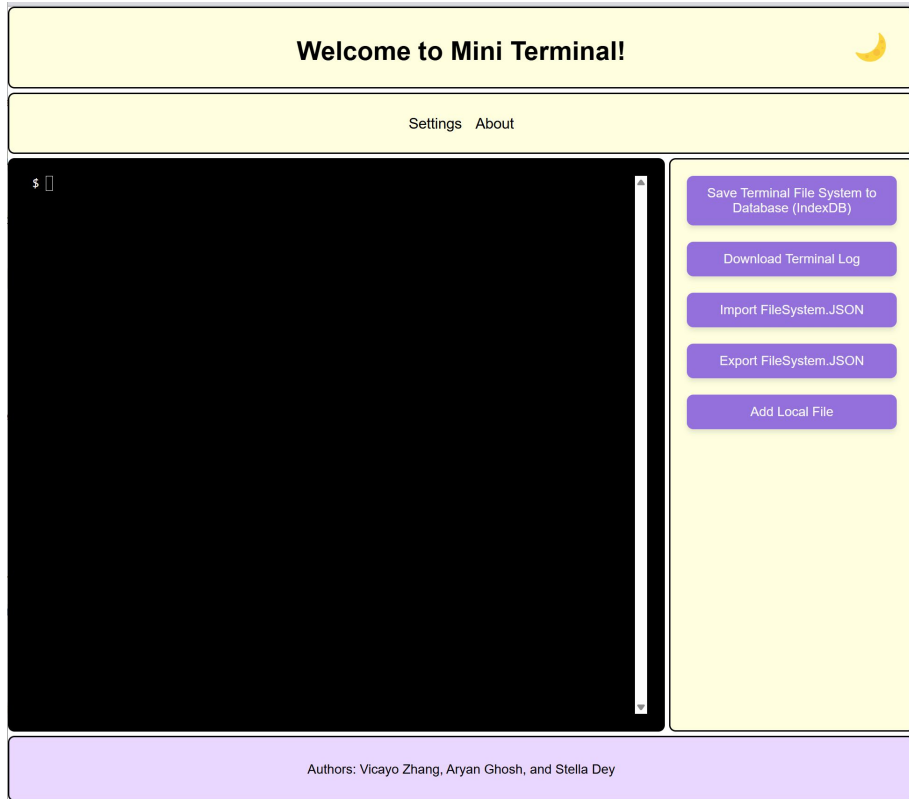 Welcome to Mini Terminal!
Settings About
$
Save Terminal File System to
Database (IndexDB)
Download Terminal Log
Import FileSystem.JSON
Export FileSystem.JSON
Add Local File
Authors: Vicayo Zhang, Aryan Ghosh, and Stella Dey